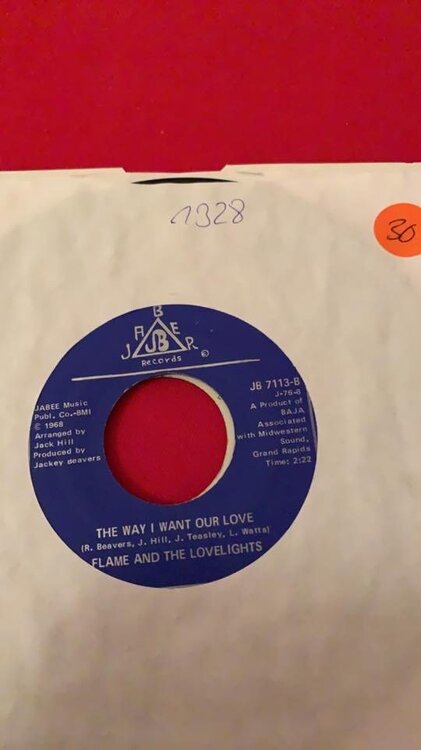 1328
30
JABER
JB
Records
JABEE Music
Publ. Co.-BMI
© 1968
Arranged by
Jack Hill
Produced by
Jackey Beavers
JB 7113-B
J-76-8
A Product of
BAJA
Associated
with Midwestern
Sound,
Grand Rapids
Time: 2:22
THE WAY I WANT OUR LOVE
(R. Beavers, J. Hill, J. Teasley, L. Watts)
FLAME AND THE LOVELIGHTS